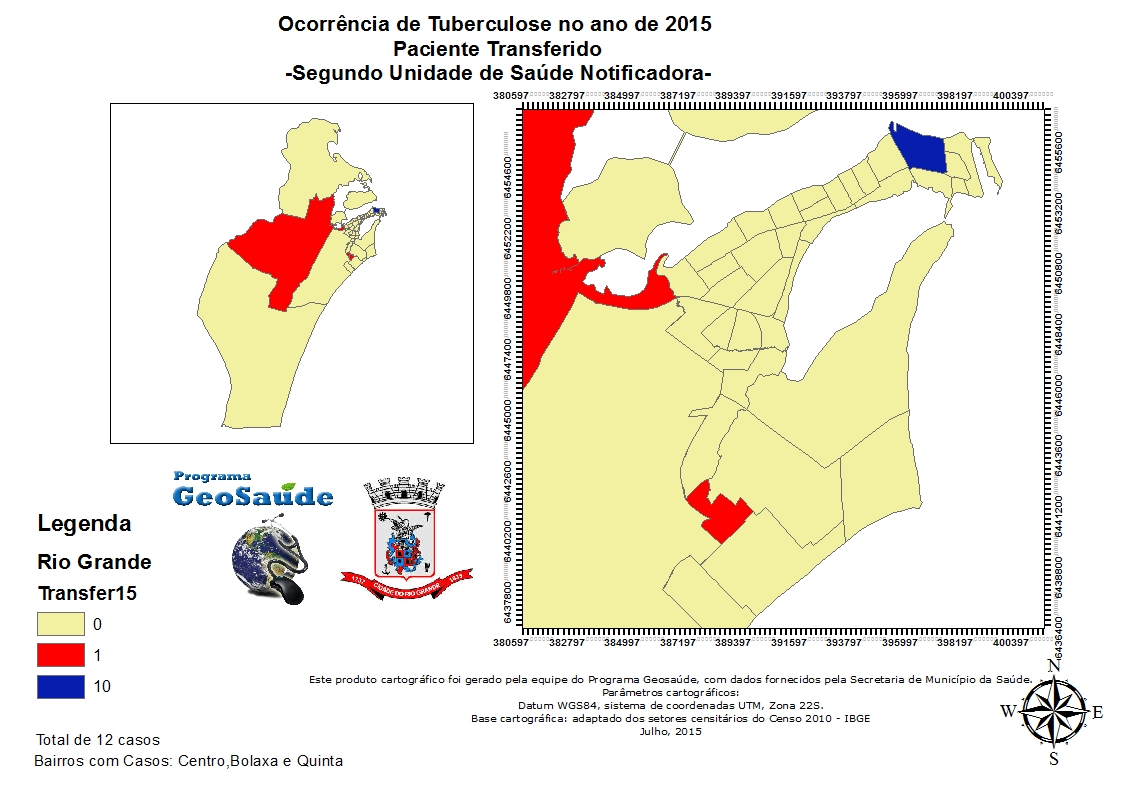 Ocorrência de Tuberculose no ano de 2015
Paciente Transferido
-Segundo Unidade de Saúde Notificadora-
380597 382797 384997 387197 389397 391597 393797 395997 398197 400397
6454600
6452200
6449800
6447400
6445000
6442600
6440200
6437800
6455600
6453200
6450800
6448400
6446000
6443600
6441200
6438800
6436400
380597 382797 384997 387197 389397 391597 393797 395997 398197 400397
Programa
GeoSaúde
1737 CIDADE DO RIO GRANDE 1835
Legenda
Rio Grande
Transfer15
0
1
10
Total de 12 casos
Bairros com Casos: Centro,Bolaxa e Quinta
Este produto cartográfico foi gerado pela equipe do Programa Geosaúde, com dados fornecidos pela Secretaria de Município da Saúde.
Parâmetros cartográficos:
Datum WGS84, sistema de coordenadas UTM, Zona 22S.
Base cartográfica: adaptado dos setores censitários do Censo 2010 - IBGE
Julho, 2015
N
W E
S